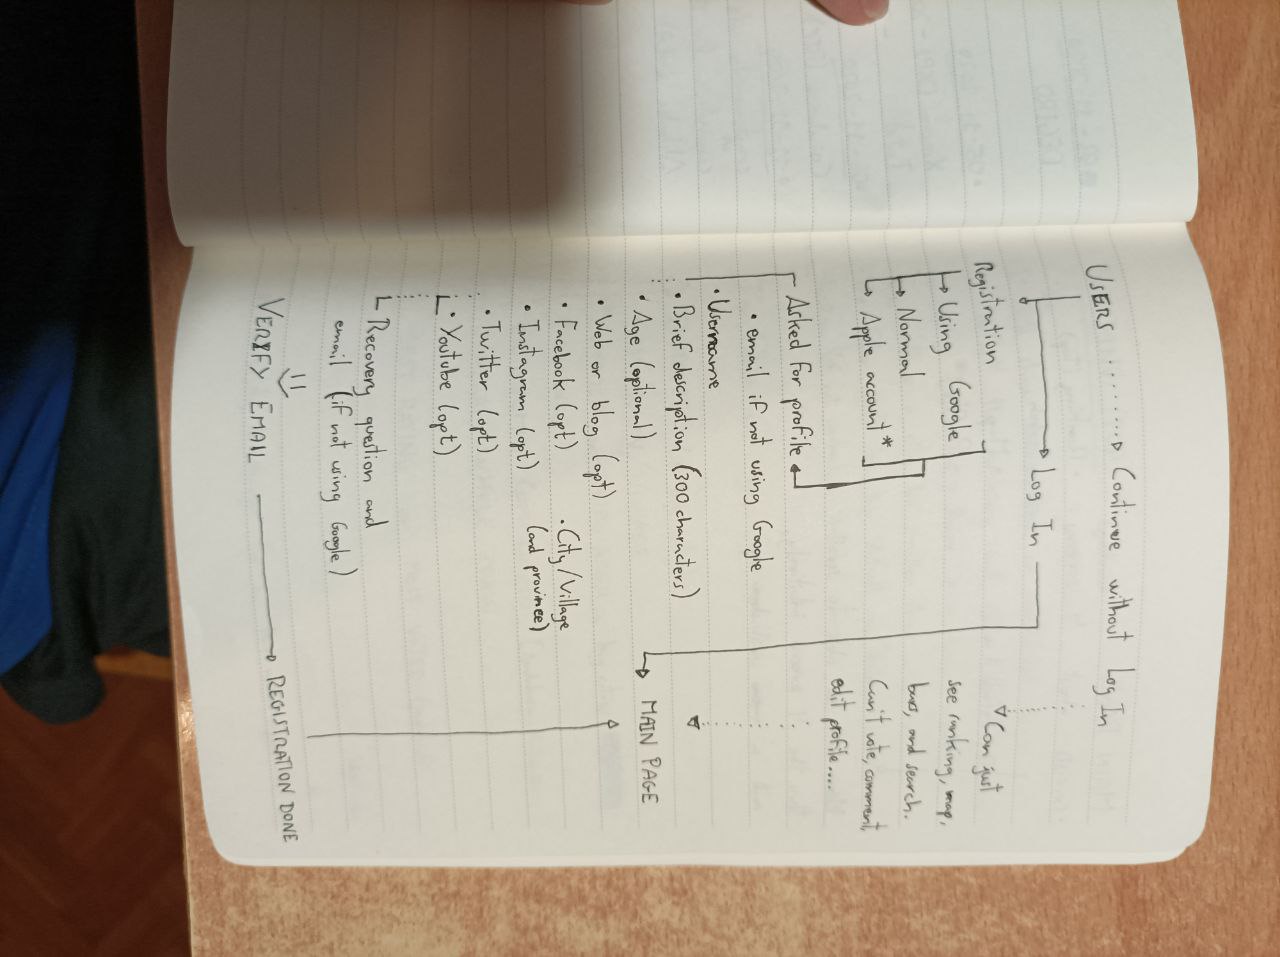 USERS ........> Continue without Log In
Log In
Registration
Using Google
Normal
Apple account*
Can just
see ranking, map,
bars, and search.
Can't vote, comment,
edit profile....
Asked for profile
• email if not using Google
• Username
• Brief description (300 characters)
• Age (optional)
• Web or blog (opt)
• Facebook (opt)
• Instagram (opt)
• Twitter (opt)
• Youtube (opt)
• City/Village
(and province)
MAIN PAGE
Recovery question and
email (if not using Google)
VERIFY EMAIL
REGISTRATION DONE